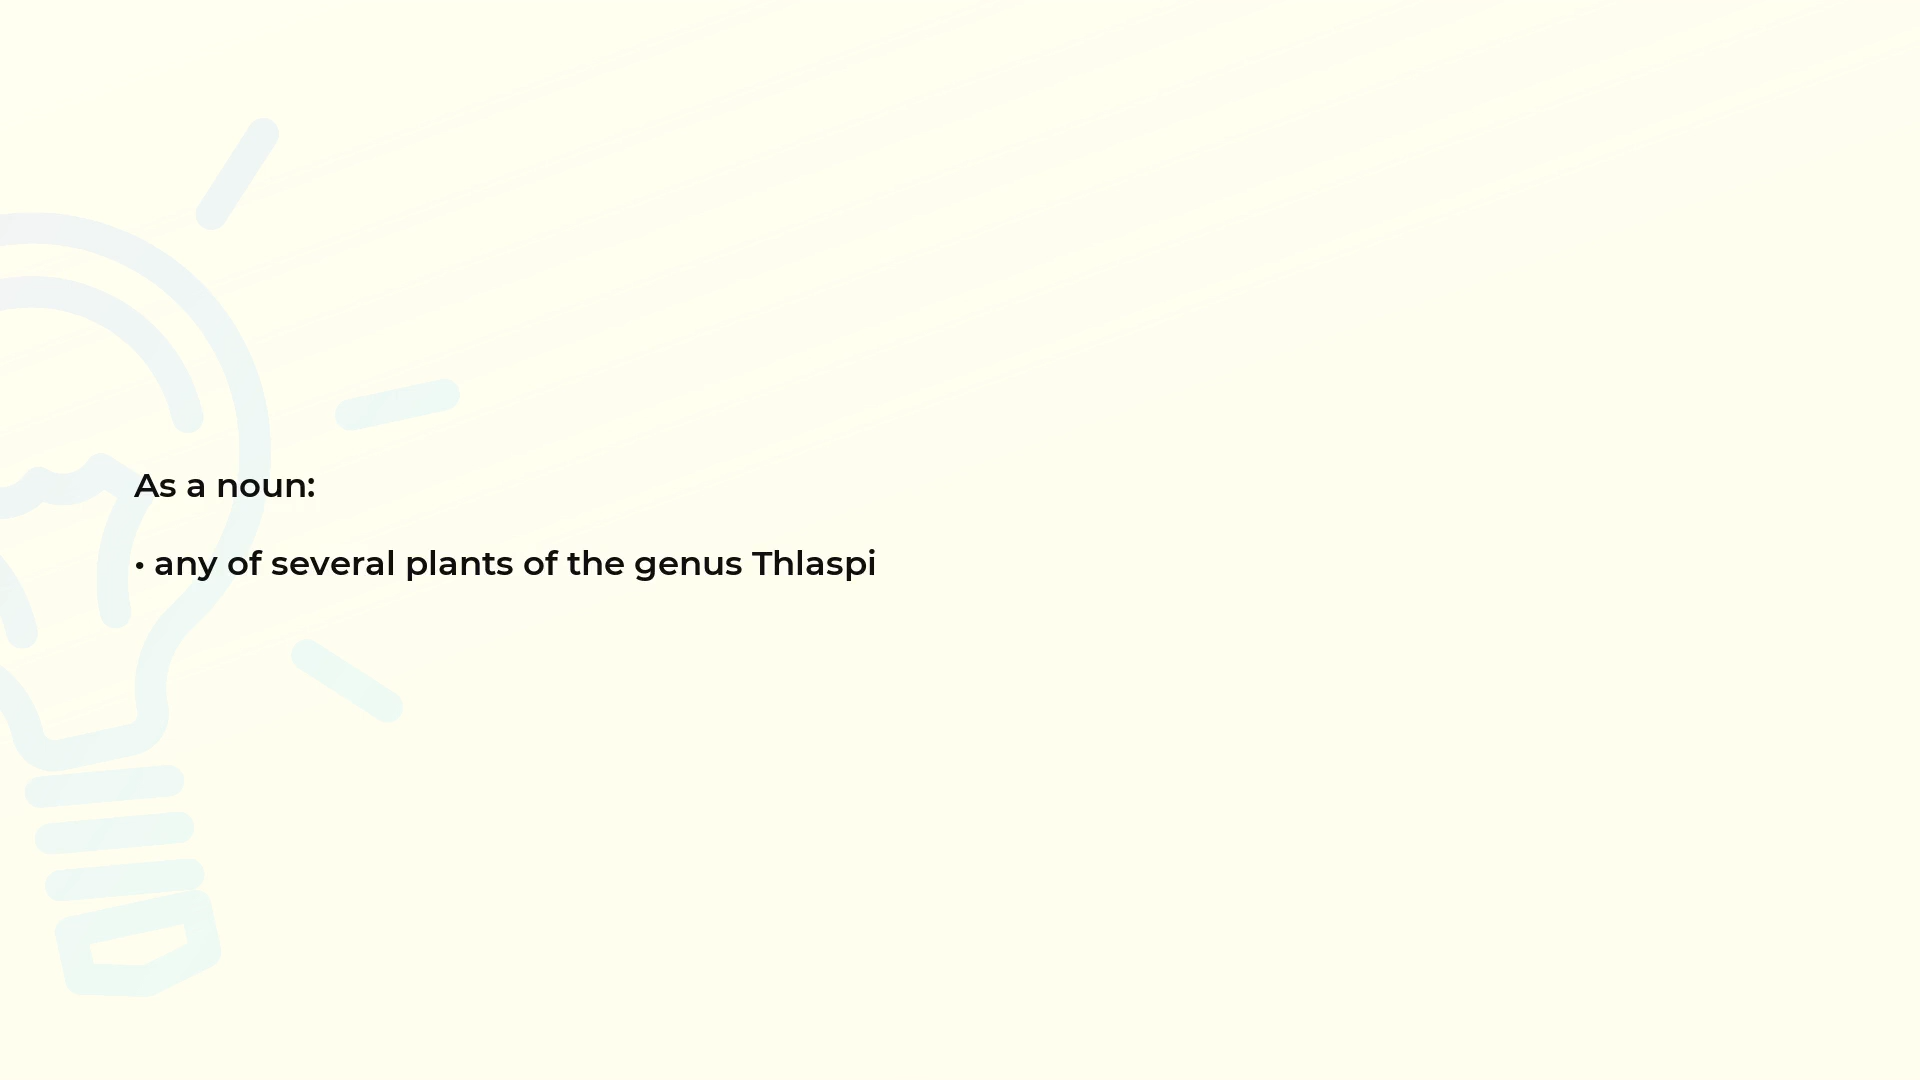 As a noun:
• any of several plants of the genus Thlaspi